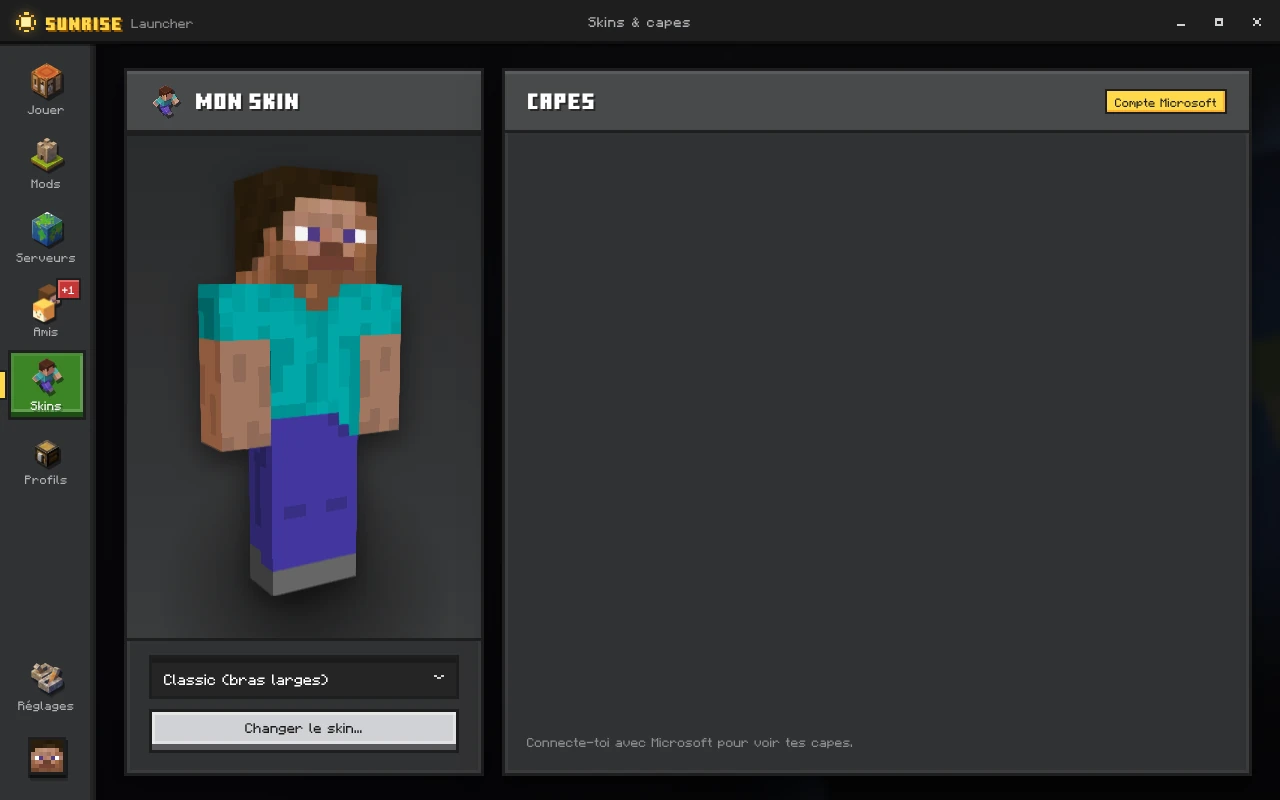 SUNRISE Launcher
Skins & capes
Jouer
Mods
Serveurs
+1
Amis
Skins
Profils
Réglages
MON SKIN
Classic (bras larges)
Changer le skin...
CAPES
Compte Microsoft
Connecte-toi avec Microsoft pour voir tes capes.